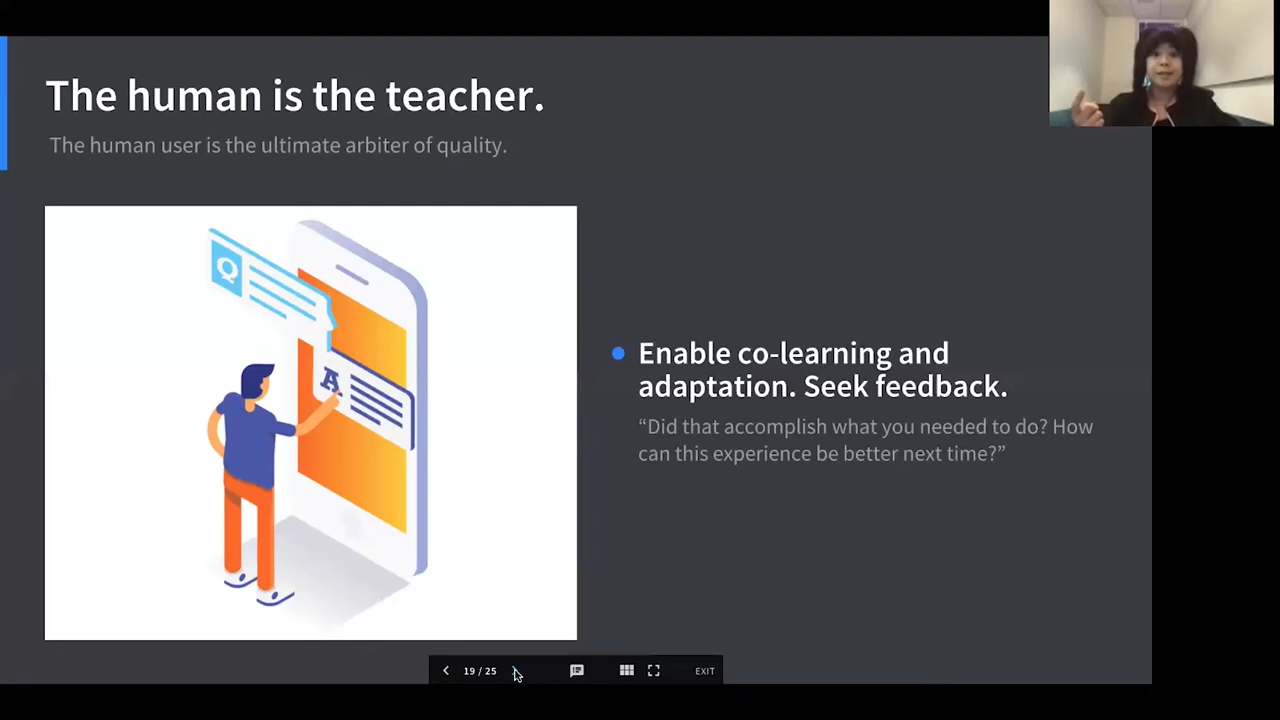 The human is the teacher.
The human user is the ultimate arbiter of quality.
Q
A
Enable co-learning and
adaptation. Seek feedback.
“Did that accomplish what you needed to do? How
can this experience be better next time?”
19 / 25
EXIT